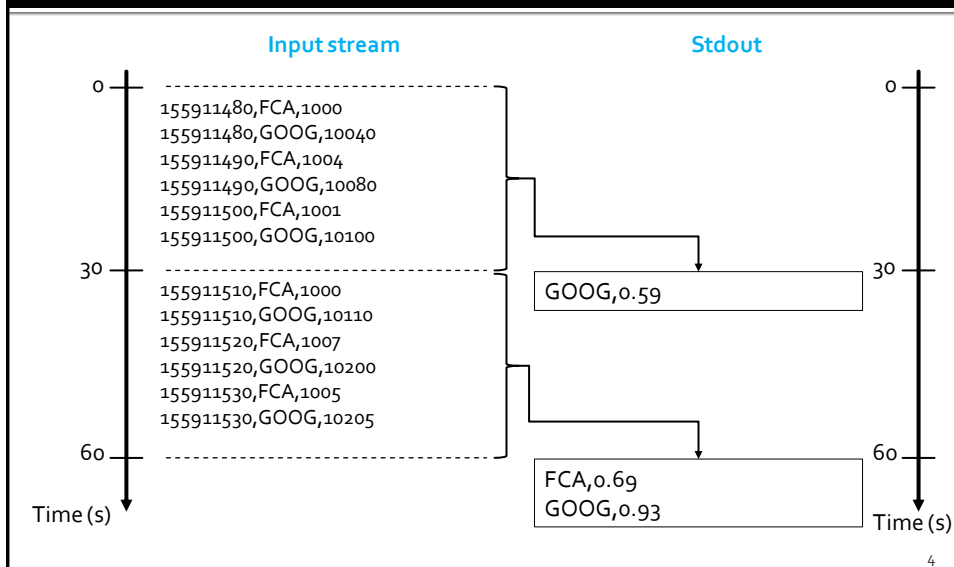 Input stream
Stdout
0
0
155911480,FCA,1000
155911480,GOOG,10040
155911490,FCA,1004
155911490,GOOG,10080
155911500,FCA,1001
155911500,GOOG,10100
30
30
GOOG,0.59
155911510,FCA,1000
155911510,GOOG,10110
155911520,FCA,1007
155911520,GOOG,10200
155911530,FCA,1005
155911530,GOOG,10205
60
60
FCA,0.69
GOOG,0.93
Time (s)
Time (s)
4